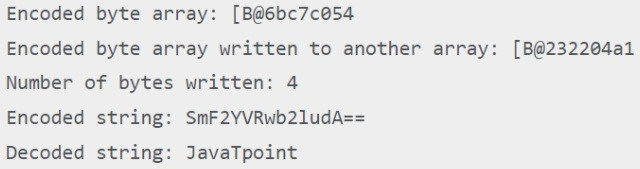 Encoded byte array: [B@6bc7c054
Encoded byte array written to another array: [B@232204a1
Number of bytes written: 4
Encoded string: SmF2YVRwb2ludA==
Decoded string: JavaTpoint